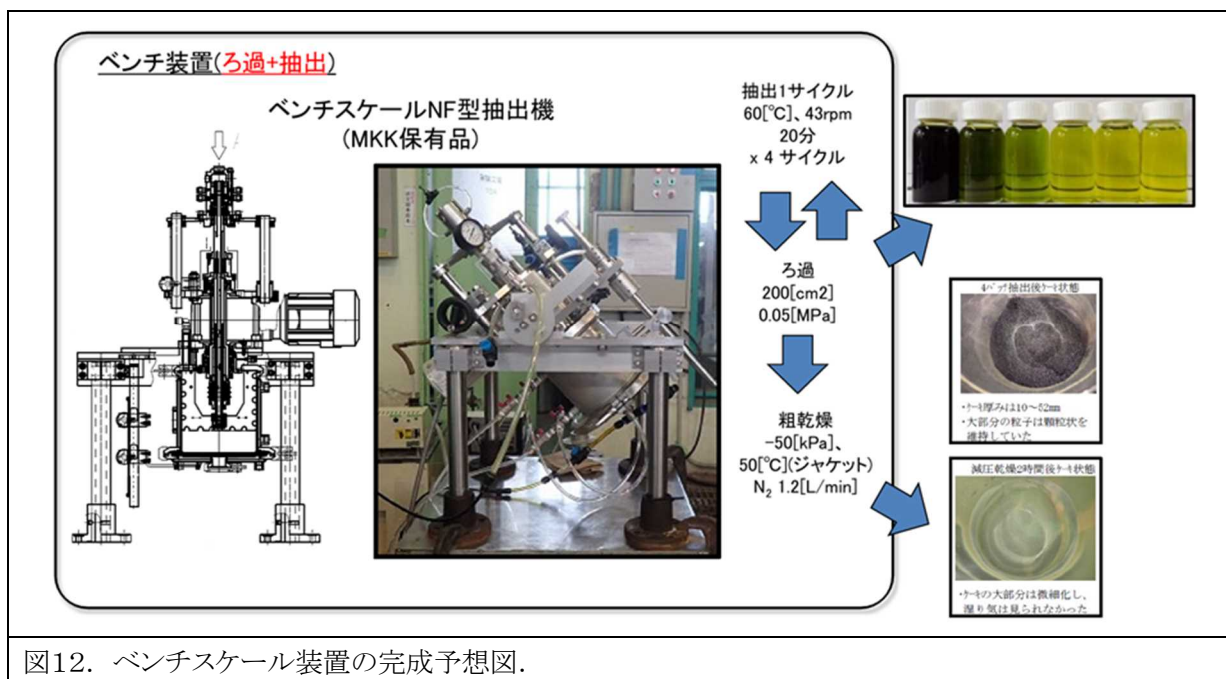 ベンチ装置(ろ過+抽出)
ベンチスケールNF型抽出機
(MKK保有品)
抽出1サイクル
60[℃]、43rpm
20分
x 4 サイクル
ろ過
200[cm2]
0.05[MPa]
粗乾燥
-50[kPa]、
50[℃](ジャケット)
N₂ 1.2[L/min]
4ﾊﾞｯﾁ抽出後ｹｰｷ状態
・ｹｰｷ厚みは10～52mm
・大部分の粒子は顆粒状を
維持していた
減圧乾燥2時間後ｹｰｷ状態
・ｹｰｷの大部分は微細化し、
湿り気は見られなかった
図12. ベンチスケール装置の完成予想図.